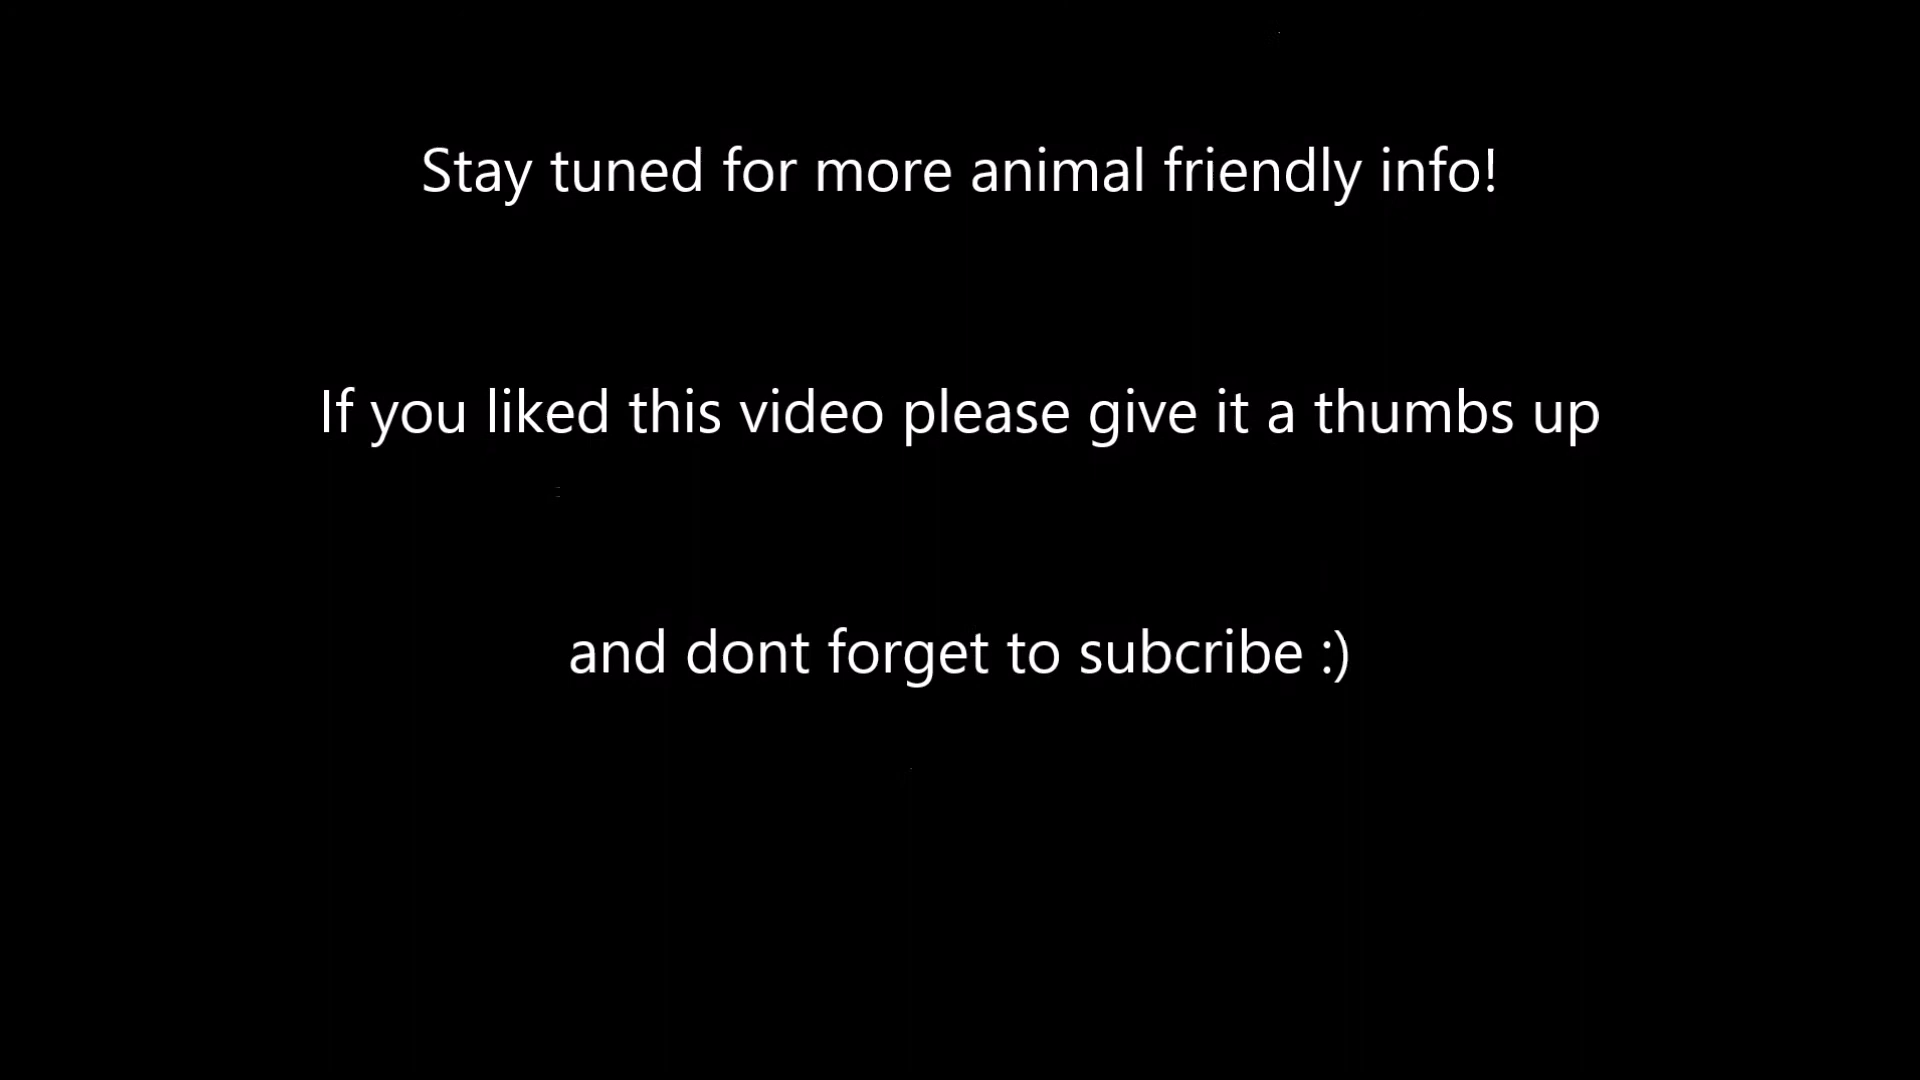 Stay tuned for more animal friendly info!
If you liked this video please give it a thumbs up
and dont forget to subcribe :)